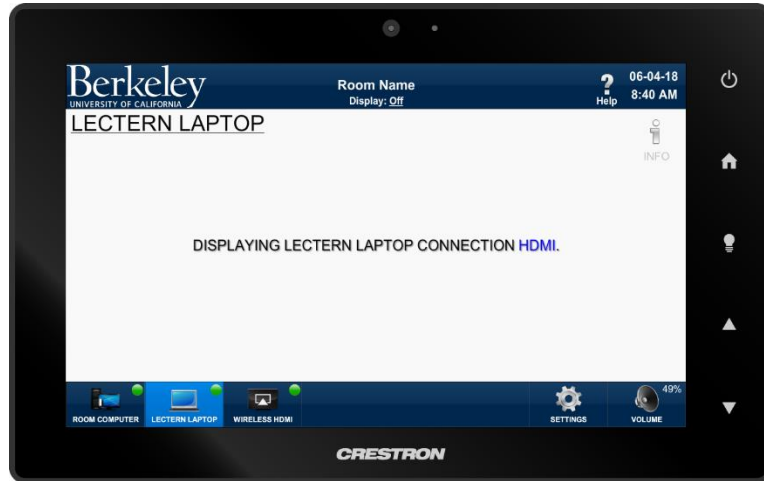 Berkeley
UNIVERSITY OF CALIFORNIA
Room Name
Display: Off
?
Help
06-04-18
8:40 AM
LECTERN LAPTOP
INFO
DISPLAYING LECTERN LAPTOP CONNECTION HDMI.
ROOM COMPUTER
LECTERN LAPTOP
WIRELESS HDMI
SETTINGS
49%
VOLUME
CRESTRON